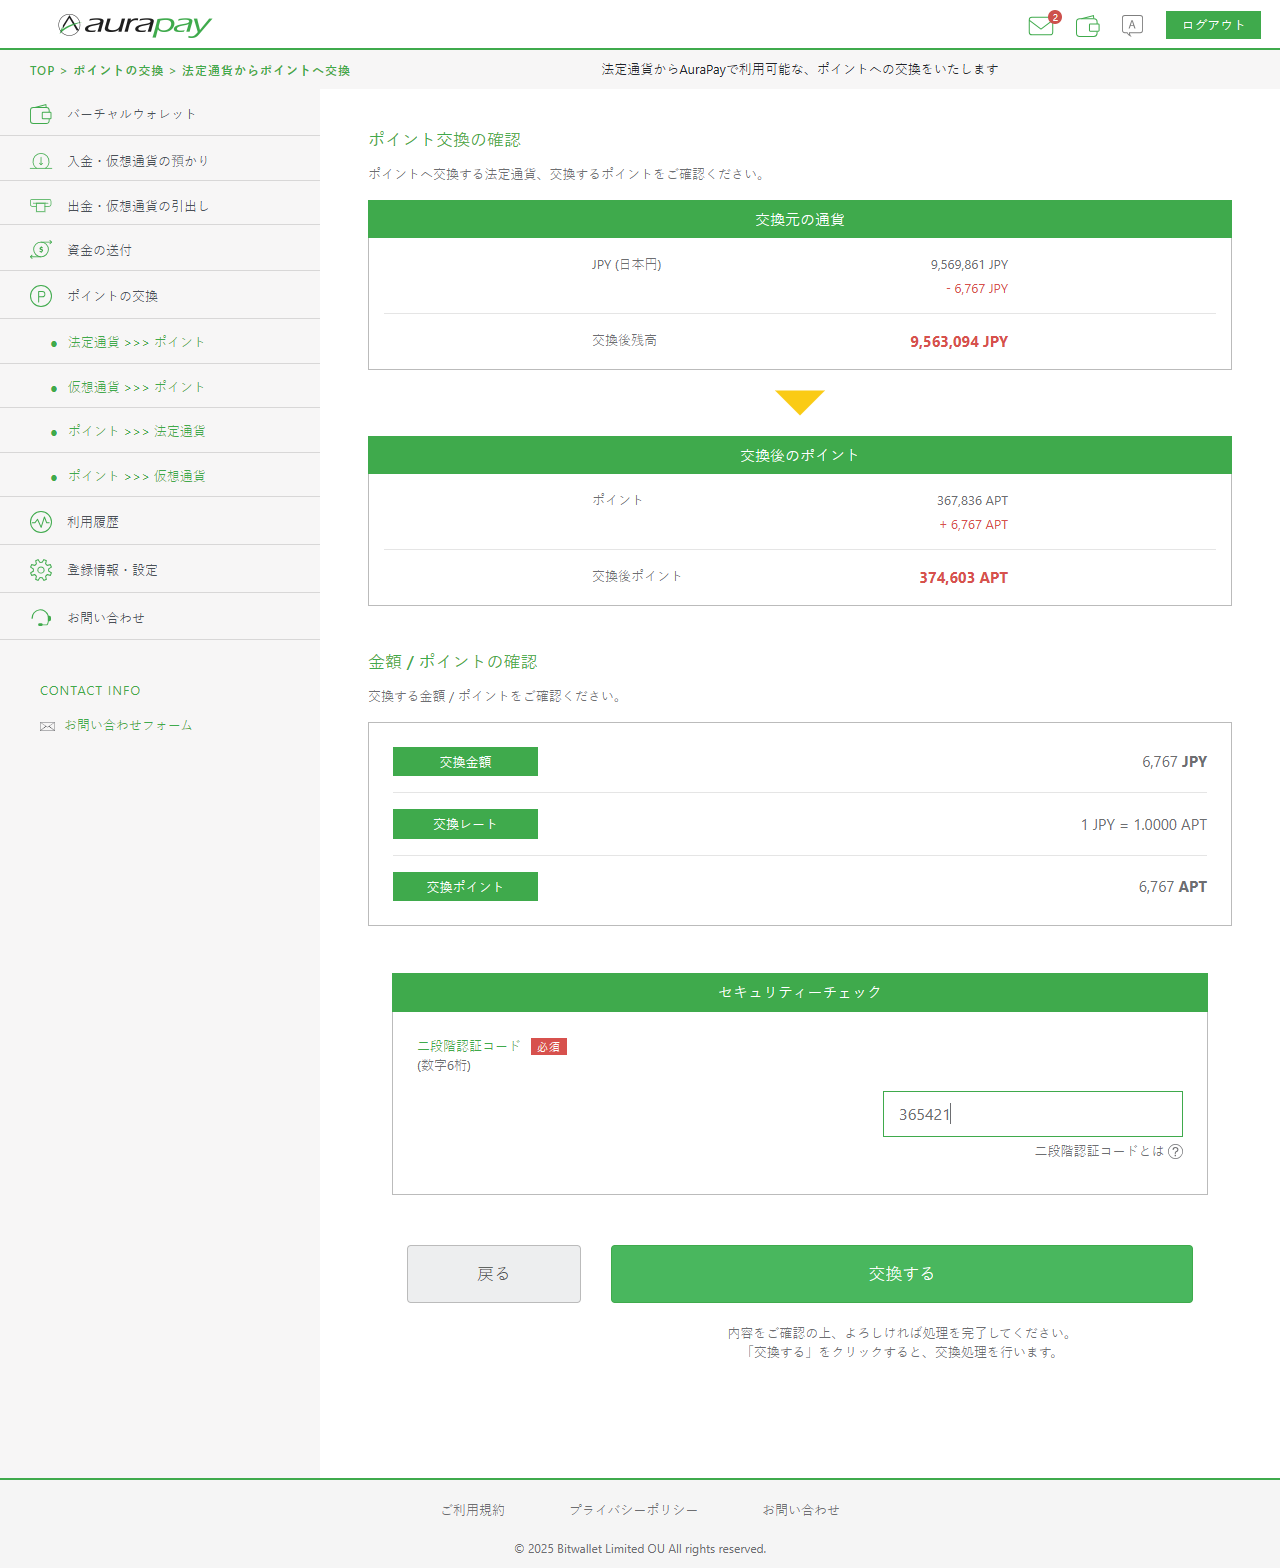 aurapay
2
A
ログアウト
TOP > ポイントの交換 > 法定通貨からポイントへ交換
法定通貨からAuraPayで利用可能な、ポイントへの交換をいたします
バーチャルウォレット
入金・仮想通貨の預かり
出金・仮想通貨の引出し
資金の送付
ポイントの交換
法定通貨 >>> ポイント
仮想通貨 >>> ポイント
ポイント >>> 法定通貨
ポイント >>> 仮想通貨
利用履歴
登録情報・設定
お問い合わせ
CONTACT INFO
お問い合わせフォーム
ポイント交換の確認
ポイントへ交換する法定通貨、交換するポイントをご確認ください。
交換元の通貨
JPY (日本円) 9,569,861 JPY
- 6,767 JPY
交換後残高 9,563,094 JPY
交換後のポイント
ポイント 367,836 APT
+ 6,767 APT
交換後ポイント 374,603 APT
金額 / ポイントの確認
交換する金額 / ポイントをご確認ください。
交換金額 6,767 JPY
交換レート 1 JPY = 1.0000 APT
交換ポイント 6,767 APT
セキュリティーチェック
二段階認証コード 必須
(数字6桁)
365421
二段階認証コードとは ?
戻る
交換する
内容をご確認の上、よろしければ処理を完了してください。
「交換する」をクリックすると、交換処理を行います。
ご利用規約 プライバシーポリシー お問い合わせ
© 2025 Bitwallet Limited OU All rights reserved.